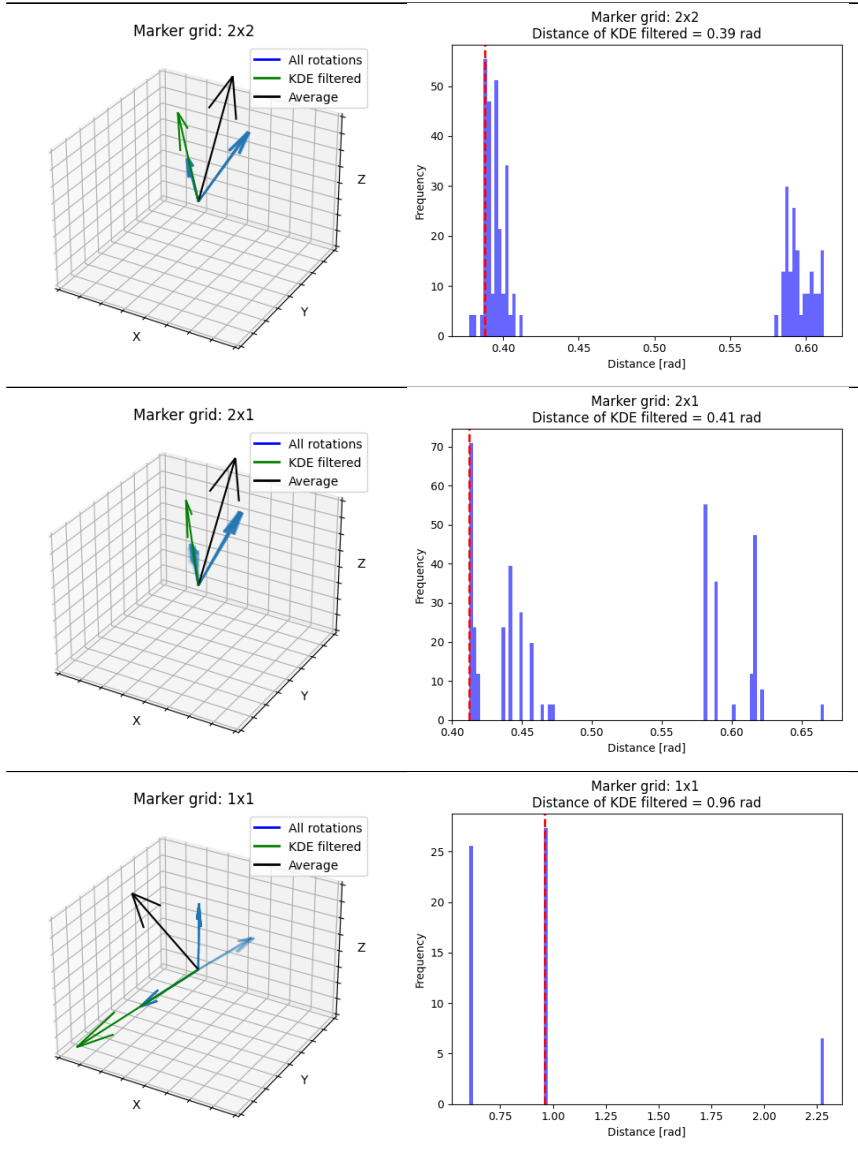 Marker grid: 2x2
All rotations
KDE filtered
Average
Z
Y
X
Marker grid: 2x2
Distance of KDE filtered = 0.39 rad
Frequency
50
40
30
20
10
0
0.40 0.45 0.50 0.55 0.60
Distance [rad]
Marker grid: 2x1
All rotations
KDE filtered
Average
Z
Y
X
Marker grid: 2x1
Distance of KDE filtered = 0.41 rad
Frequency
70
60
50
40
30
20
10
0
0.40 0.45 0.50 0.55 0.60 0.65
Distance [rad]
Marker grid: 1x1
All rotations
KDE filtered
Average
Z
Y
X
Marker grid: 1x1
Distance of KDE filtered = 0.96 rad
Frequency
25
20
15
10
5
0
0.75 1.00 1.25 1.50 1.75 2.00 2.25
Distance [rad]